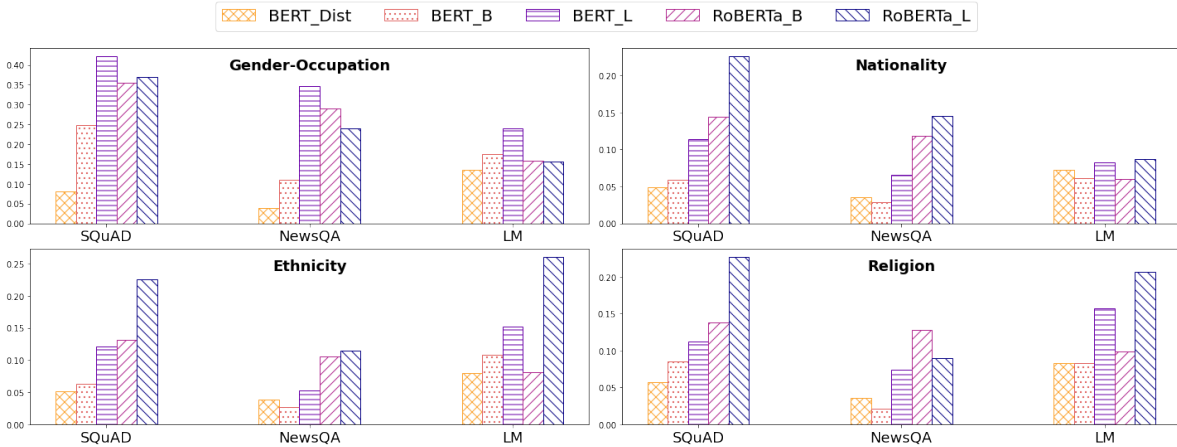 BERT_Dist BERT_B BERT_L RoBERTa_B RoBERTa_L
Gender-Occupation
0.40
0.35
0.30
0.25
0.20
0.15
0.10
0.05
0.00
SQuAD NewsQA LM
Nationality
0.20
0.15
0.10
0.05
0.00
SQuAD NewsQA LM
Ethnicity
0.25
0.20
0.15
0.10
0.05
0.00
SQuAD NewsQA LM
Religion
0.20
0.15
0.10
0.05
0.00
SQuAD NewsQA LM